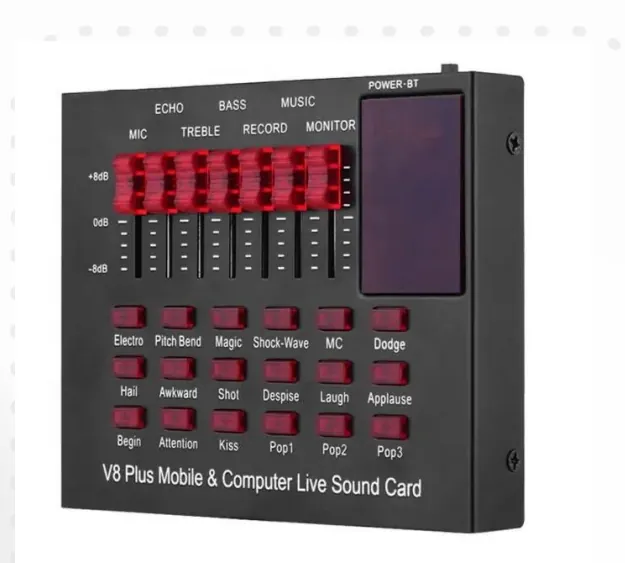 POWER-BT
ECHO BASS MUSIC
MIC TREBLE RECORD MONITOR
+8dB
0dB
-8dB
Electro Pitch Bend Magic Shock-Wave MC Dodge
Hail Awkward Shot Despise Laugh Applause
Begin Attention Kiss Pop1 Pop2 Pop3
V8 Plus Mobile & Computer Live Sound Card